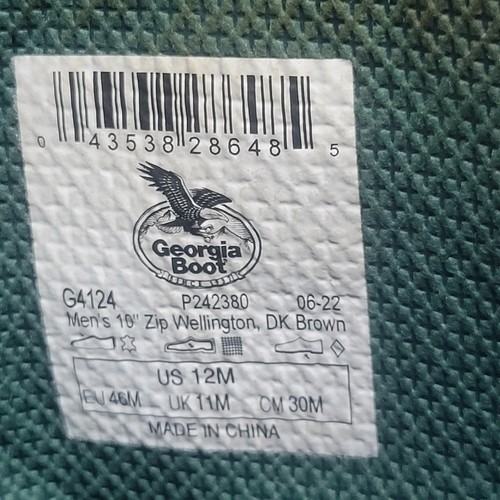 0 43538 28648 5
Georgia
Boot
G4124 P242380 06-22
Men's 10" Zip Wellington, DK Brown
US 12M
EU 46M UK 11M CM 30M
MADE IN CHINA